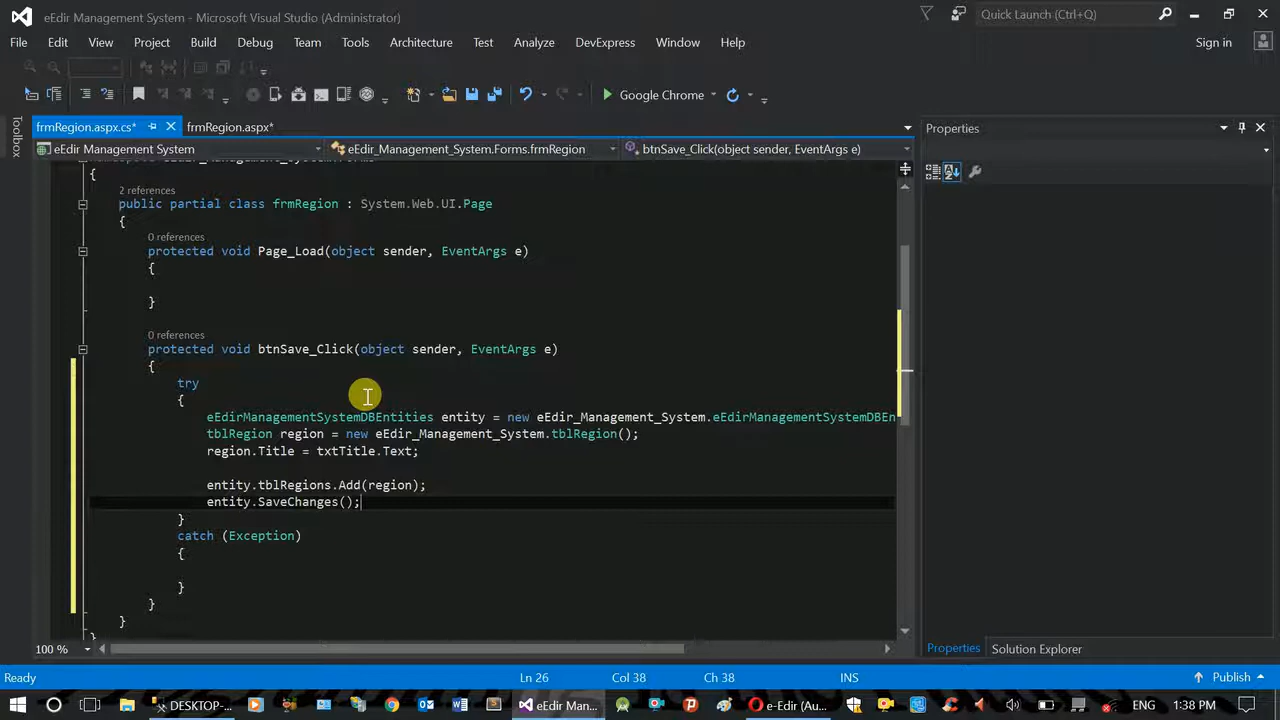 eEdir Management System - Microsoft Visual Studio (Administrator)
Quick Launch (Ctrl+Q)
File Edit View Project Build Debug Team Tools Architecture Test Analyze DevExpress Window Help
Sign in
Google Chrome
Toolbox
frmRegion.aspx.cs* frmRegion.aspx*
Properties
eEdir Management System eEdir_Management_System.Forms.frmRegion btnSave_Click(object sender, EventArgs e)
{
2 references
public partial class frmRegion : System.Web.UI.Page
{
0 references
protected void Page_Load(object sender, EventArgs e)
{
}
0 references
protected void btnSave_Click(object sender, EventArgs e)
{
try
{
eEdirManagementSystemDBEntities entity = new eEdir_Management_System.eEdirManagementSystemDBEn
tblRegion region = new eEdir_Management_System.tblRegion();
region.Title = txtTitle.Text;
entity.tblRegions.Add(region);
entity.SaveChanges();
}
catch (Exception)
{
}
}
}
}
100 %
Properties Solution Explorer
Ready Ln 26 Col 38 Ch 38 INS Publish
DESKTOP-... eEdir Man... e-Edir (Au... ENG 1:38 PM